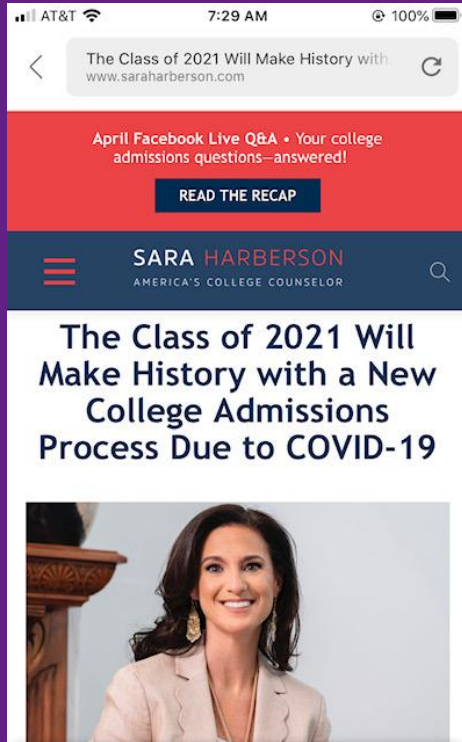 AT&T 7:29 AM 100%
The Class of 2021 Will Make History with
www.saraharberson.com
April Facebook Live Q&A • Your college
admissions questions—answered!
READ THE RECAP
SARA HARBERSON
AMERICA'S COLLEGE COUNSELOR
The Class of 2021 Will
Make History with a New
College Admissions
Process Due to COVID-19